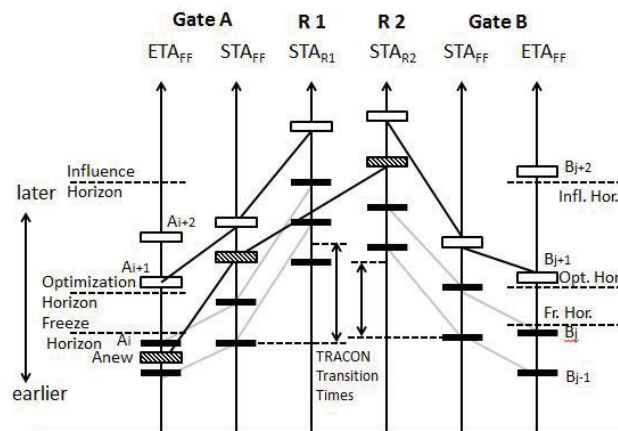 Gate A R 1 R 2 Gate B
ETAFF STAFF STAR1 STAR2 STAFF ETAFF
Influence
Horizon
later
Ai+2
Ai+1
Optimization
Horizon
Freeze
Horizon Ai
Anew
earlier
TRACON
Transition
Times
Bj+2
Infl. Hor.
Bj+1
Opt. Hor
Fr. Hor.
Bj
Bj-1